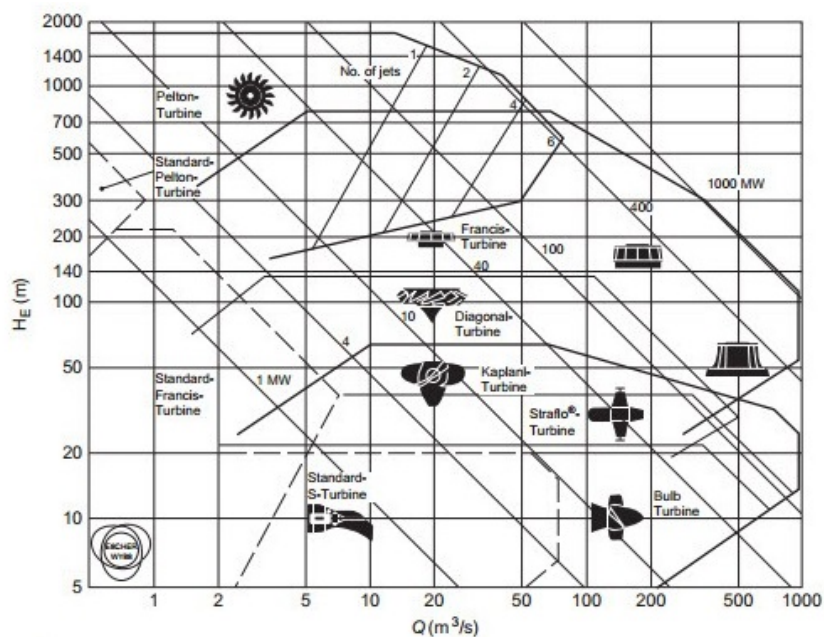 2000
1400
1000
700
500
300
200
140
100
50
20
10
5
H_E (m)
No. of jets
1
2
4
6
Pelton-
Turbine
Standard-
Pelton-
Turbine
1000 MW
400
100
40
10
4
1 MW
Francis-
Turbine
Diagonal-
Turbine
Kaplan-
Turbine
Standard-
Francis-
Turbine
Straflo®-
Turbine
Standard-
S-Turbine
Bulb
Turbine
ESCHER
WYSS
1
2
5
10
20
50
100
200
500
1000
Q (m³/s)